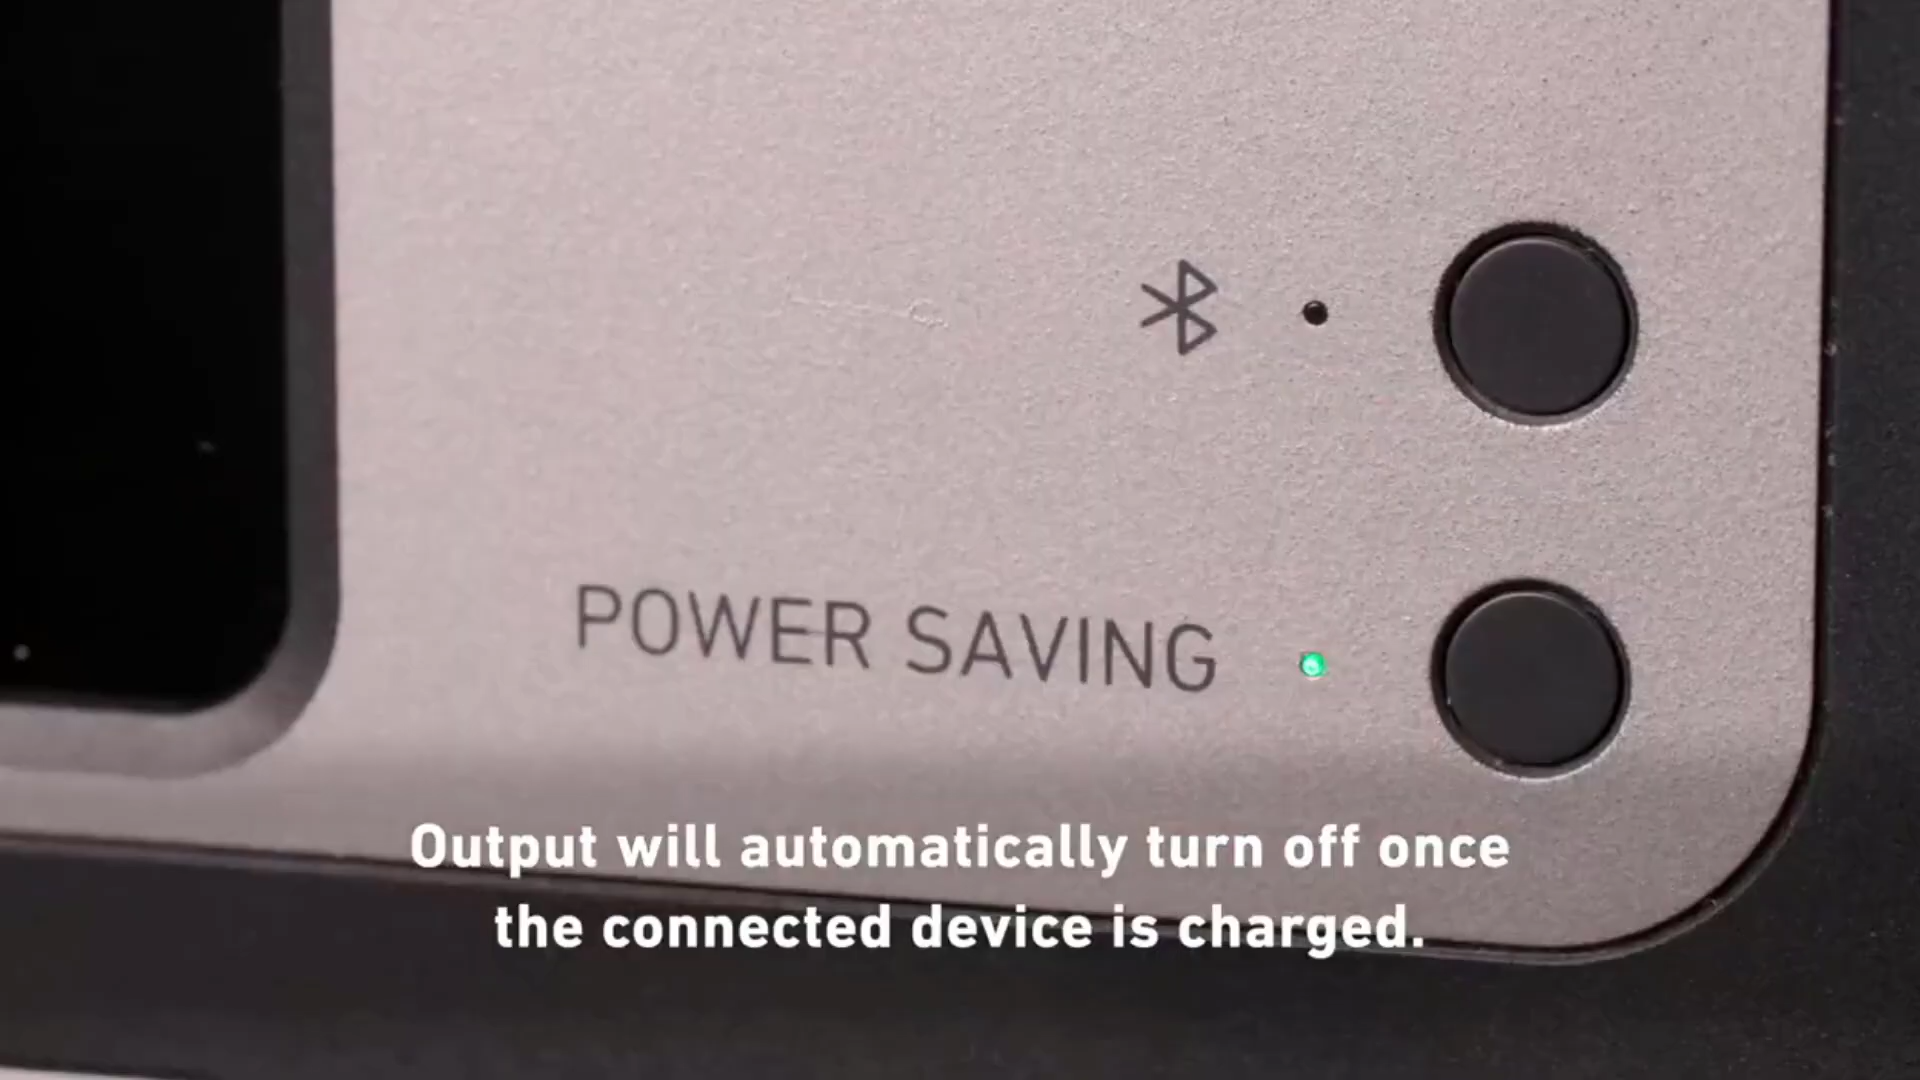 POWER SAVING
Output will automatically turn off once
the connected device is charged.